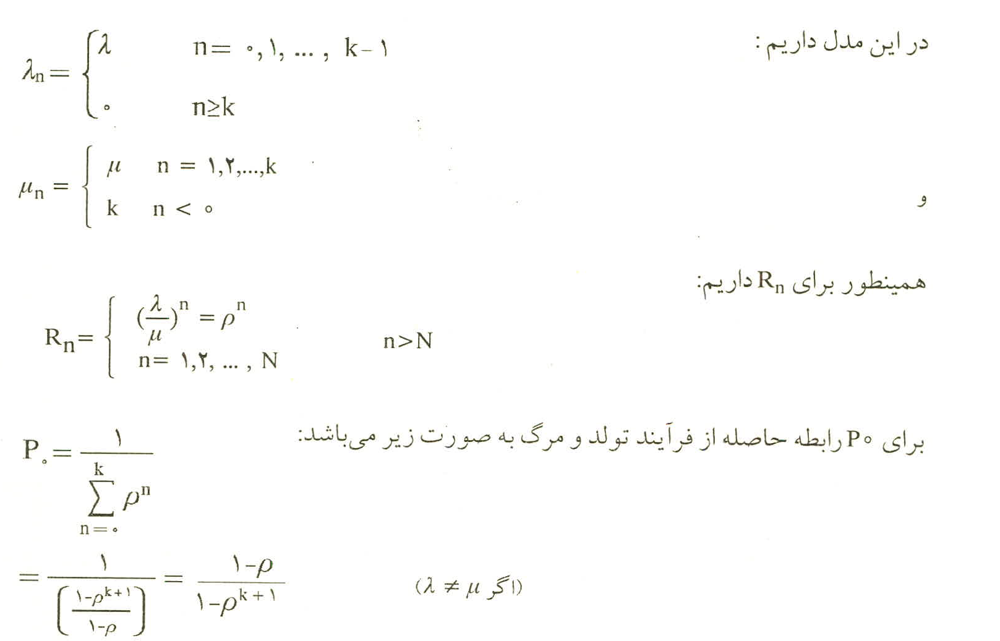 در این مدل داریم :
λn = { λ n= ۰,۱, ... , k-۱
۰ n≥k
و
μn = { μ n = ۱,۲,...,k
k n < ۰
همینطور برای Rn داریم:
Rn= { (λ/μ)^n = ρ^n
n>N
n= ۱,۲, ... , N
برای P۰ رابطه حاصله از فرآیند تولد و مرگ به صورت زیر می‌باشد:
P۰ = ۱ / ∑_{n=۰}^{k} ρ^n
= ۱ / ((۱-ρ^{k+۱}) / (۱-ρ)) = (۱-ρ) / (۱-ρ^{k+۱}) (اگر λ ≠ μ)